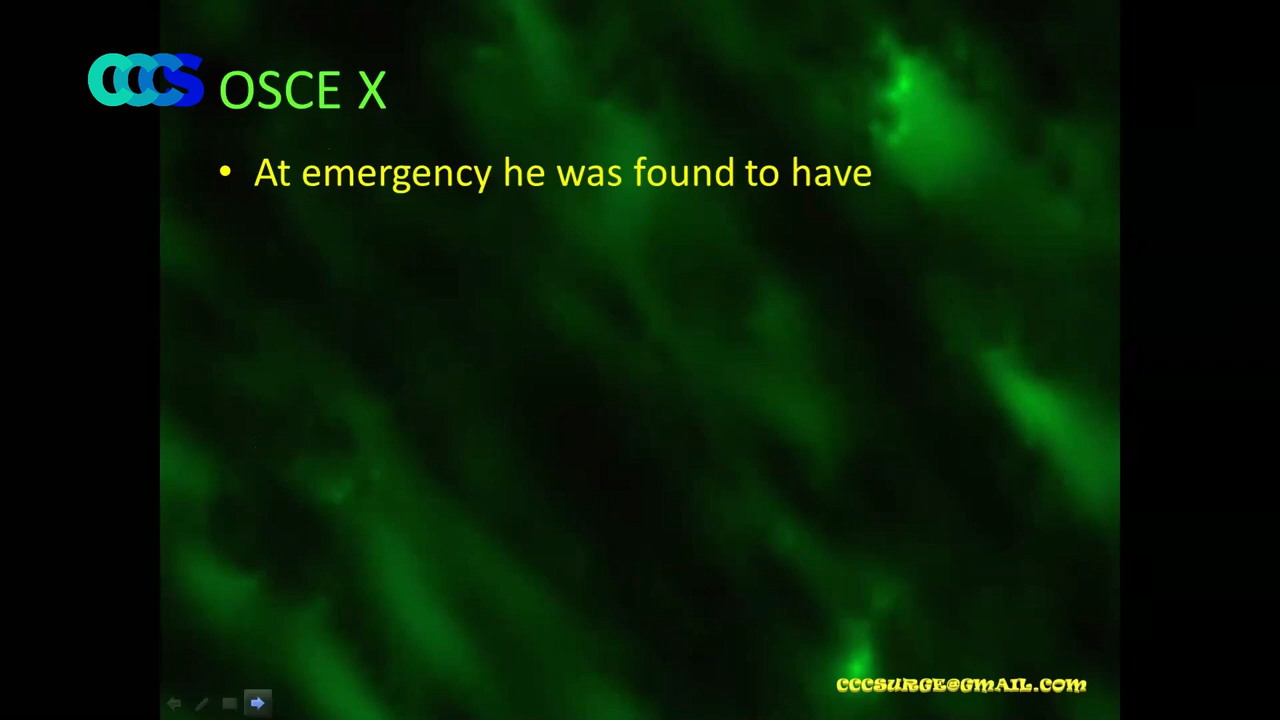 CCCS OSCE X
• At emergency he was found to have
CCCSURGE@GMAIL.COM